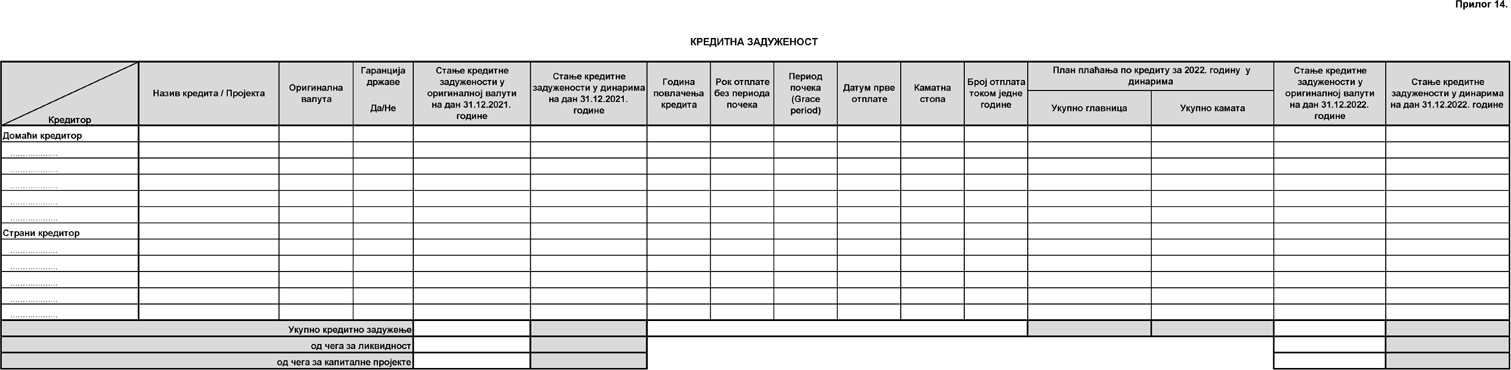 Прилог 14.
КРЕДИТНА ЗАДУЖЕНОСТ
Кредитор
Назив кредита / Пројекта
Оригинална
валута
Гаранција
државе
Да/Не
Стање кредитне
задужености у
оригиналној валути
на дан 31.12.2021.
године
Стање кредитне
задужености у динарима
на дан 31.12.2021.
године
Година
повлачења
кредита
Рок отплате
без периода
почека
Период
почека
(Grace
period)
Датум прве
отплате
Каматна
стопа
Број отплата
током једне
године
План плаћања по кредиту за 2022. годину у
динарима
Укупно главница
Укупно камата
Стање кредитне
задужености у
оригиналној валути
на дан 31.12.2022.
године
Стање кредитне
задужености у динарима
на дан 31.12.2022. године
Домаћи кредитор
...................
...................
...................
...................
...................
Страни кредитор
...................
...................
...................
...................
...................
Укупно кредитно задужење
од чега за ликвидност
од чега за капиталне пројекте